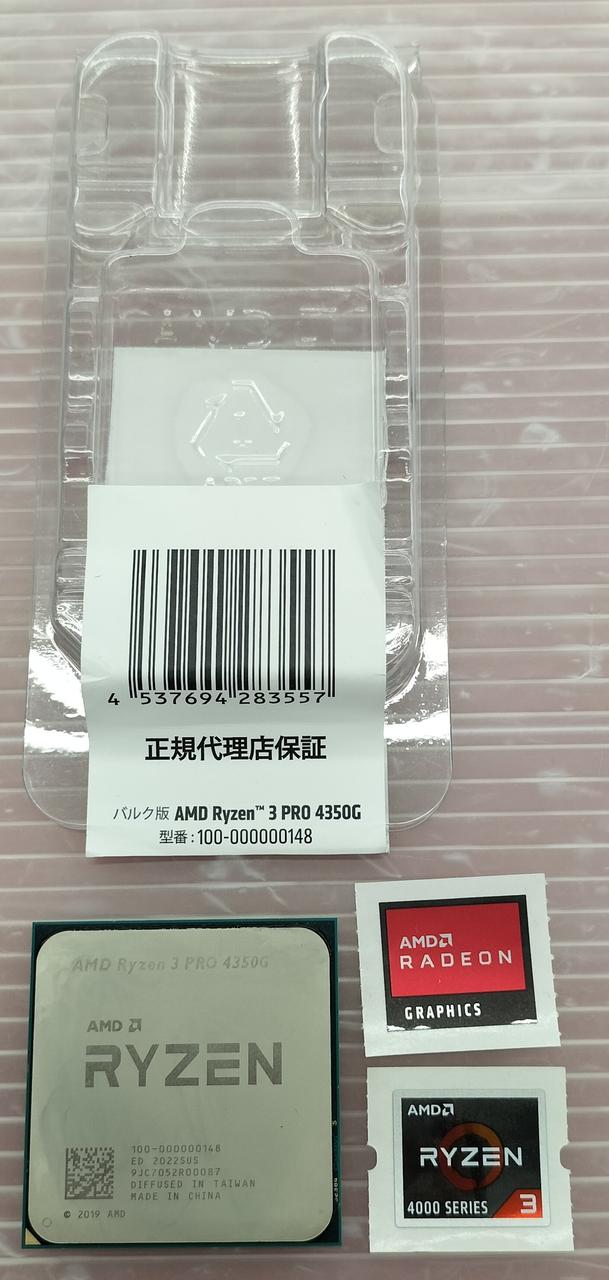 4 537694 283557
正規代理店保証
バルク版 AMD Ryzen™ 3 PRO 4350G
型番:100-000000148
AMD Ryzen 3 PRO 4350G
AMD
RYZEN
100-000000148
ED 2022SUS
9JC7052R00087
DIFFUSED IN TAIWAN
MADE IN CHINA
© 2019 AMD
AMD
RADEON
GRAPHICS
AMD
RYZEN
4000 SERIES 3